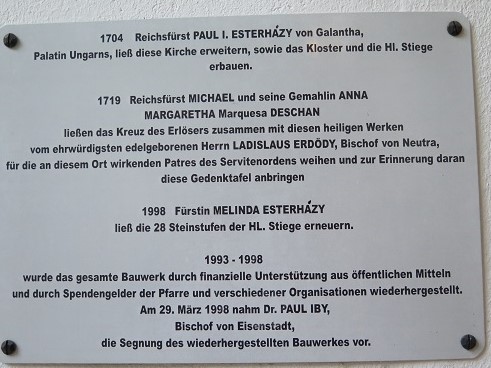 1704 Reichsfürst PAUL I. ESTERHÁZY von Galantha,
Palatin Ungarns, ließ diese Kirche erweitern, sowie das Kloster und die Hl. Stiege
erbauen.
1719 Reichsfürst MICHAEL und seine Gemahlin ANNA
MARGARETHA Marquesa DESCHAN
ließen das Kreuz des Erlösers zusammen mit diesen heiligen Werken
vom ehrwürdigsten edelgeborenen Herrn LADISLAUS ERDÖDY, Bischof von Neutra,
für die an diesem Ort wirkenden Patres des Servitenordens weihen und zur Erinnerung daran
diese Gedenktafel anbringen
1998 Fürstin MELINDA ESTERHÁZY
ließ die 28 Steinstufen der HL. Stiege erneuern.
1993 - 1998
wurde das gesamte Bauwerk durch finanzielle Unterstützung aus öffentlichen Mitteln
und durch Spendengelder der Pfarre und verschiedener Organisationen wiederhergestellt.
Am 29. März 1998 nahm Dr. PAUL IBY,
Bischof von Eisenstadt,
die Segnung des wiederhergestellten Bauwerkes vor.